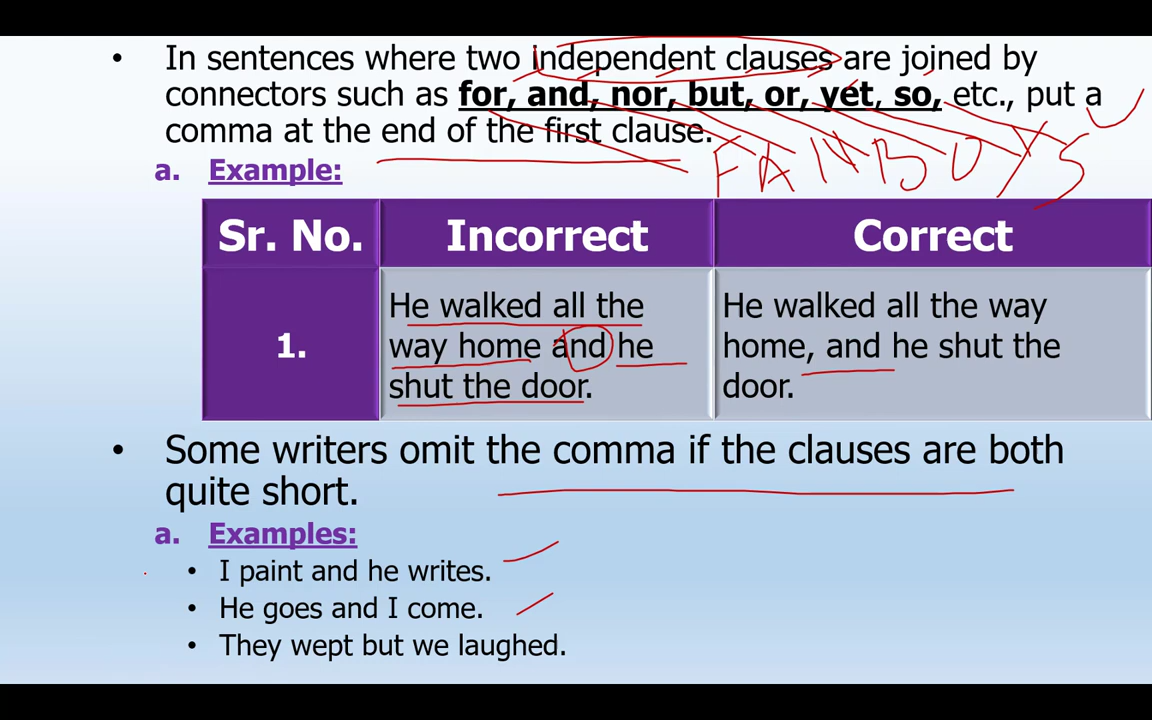 • In sentences where two independent clauses are joined by
connectors such as for, and, nor, but, or, yet, so, etc., put a
comma at the end of the first clause.
FANBOYS
a. Example:
Sr. No. Incorrect Correct
1.
He walked all the
way home and he
shut the door.
He walked all the way
home, and he shut the
door.
• Some writers omit the comma if the clauses are both
quite short.
a. Examples:
• I paint and he writes.
• He goes and I come.
• They wept but we laughed.